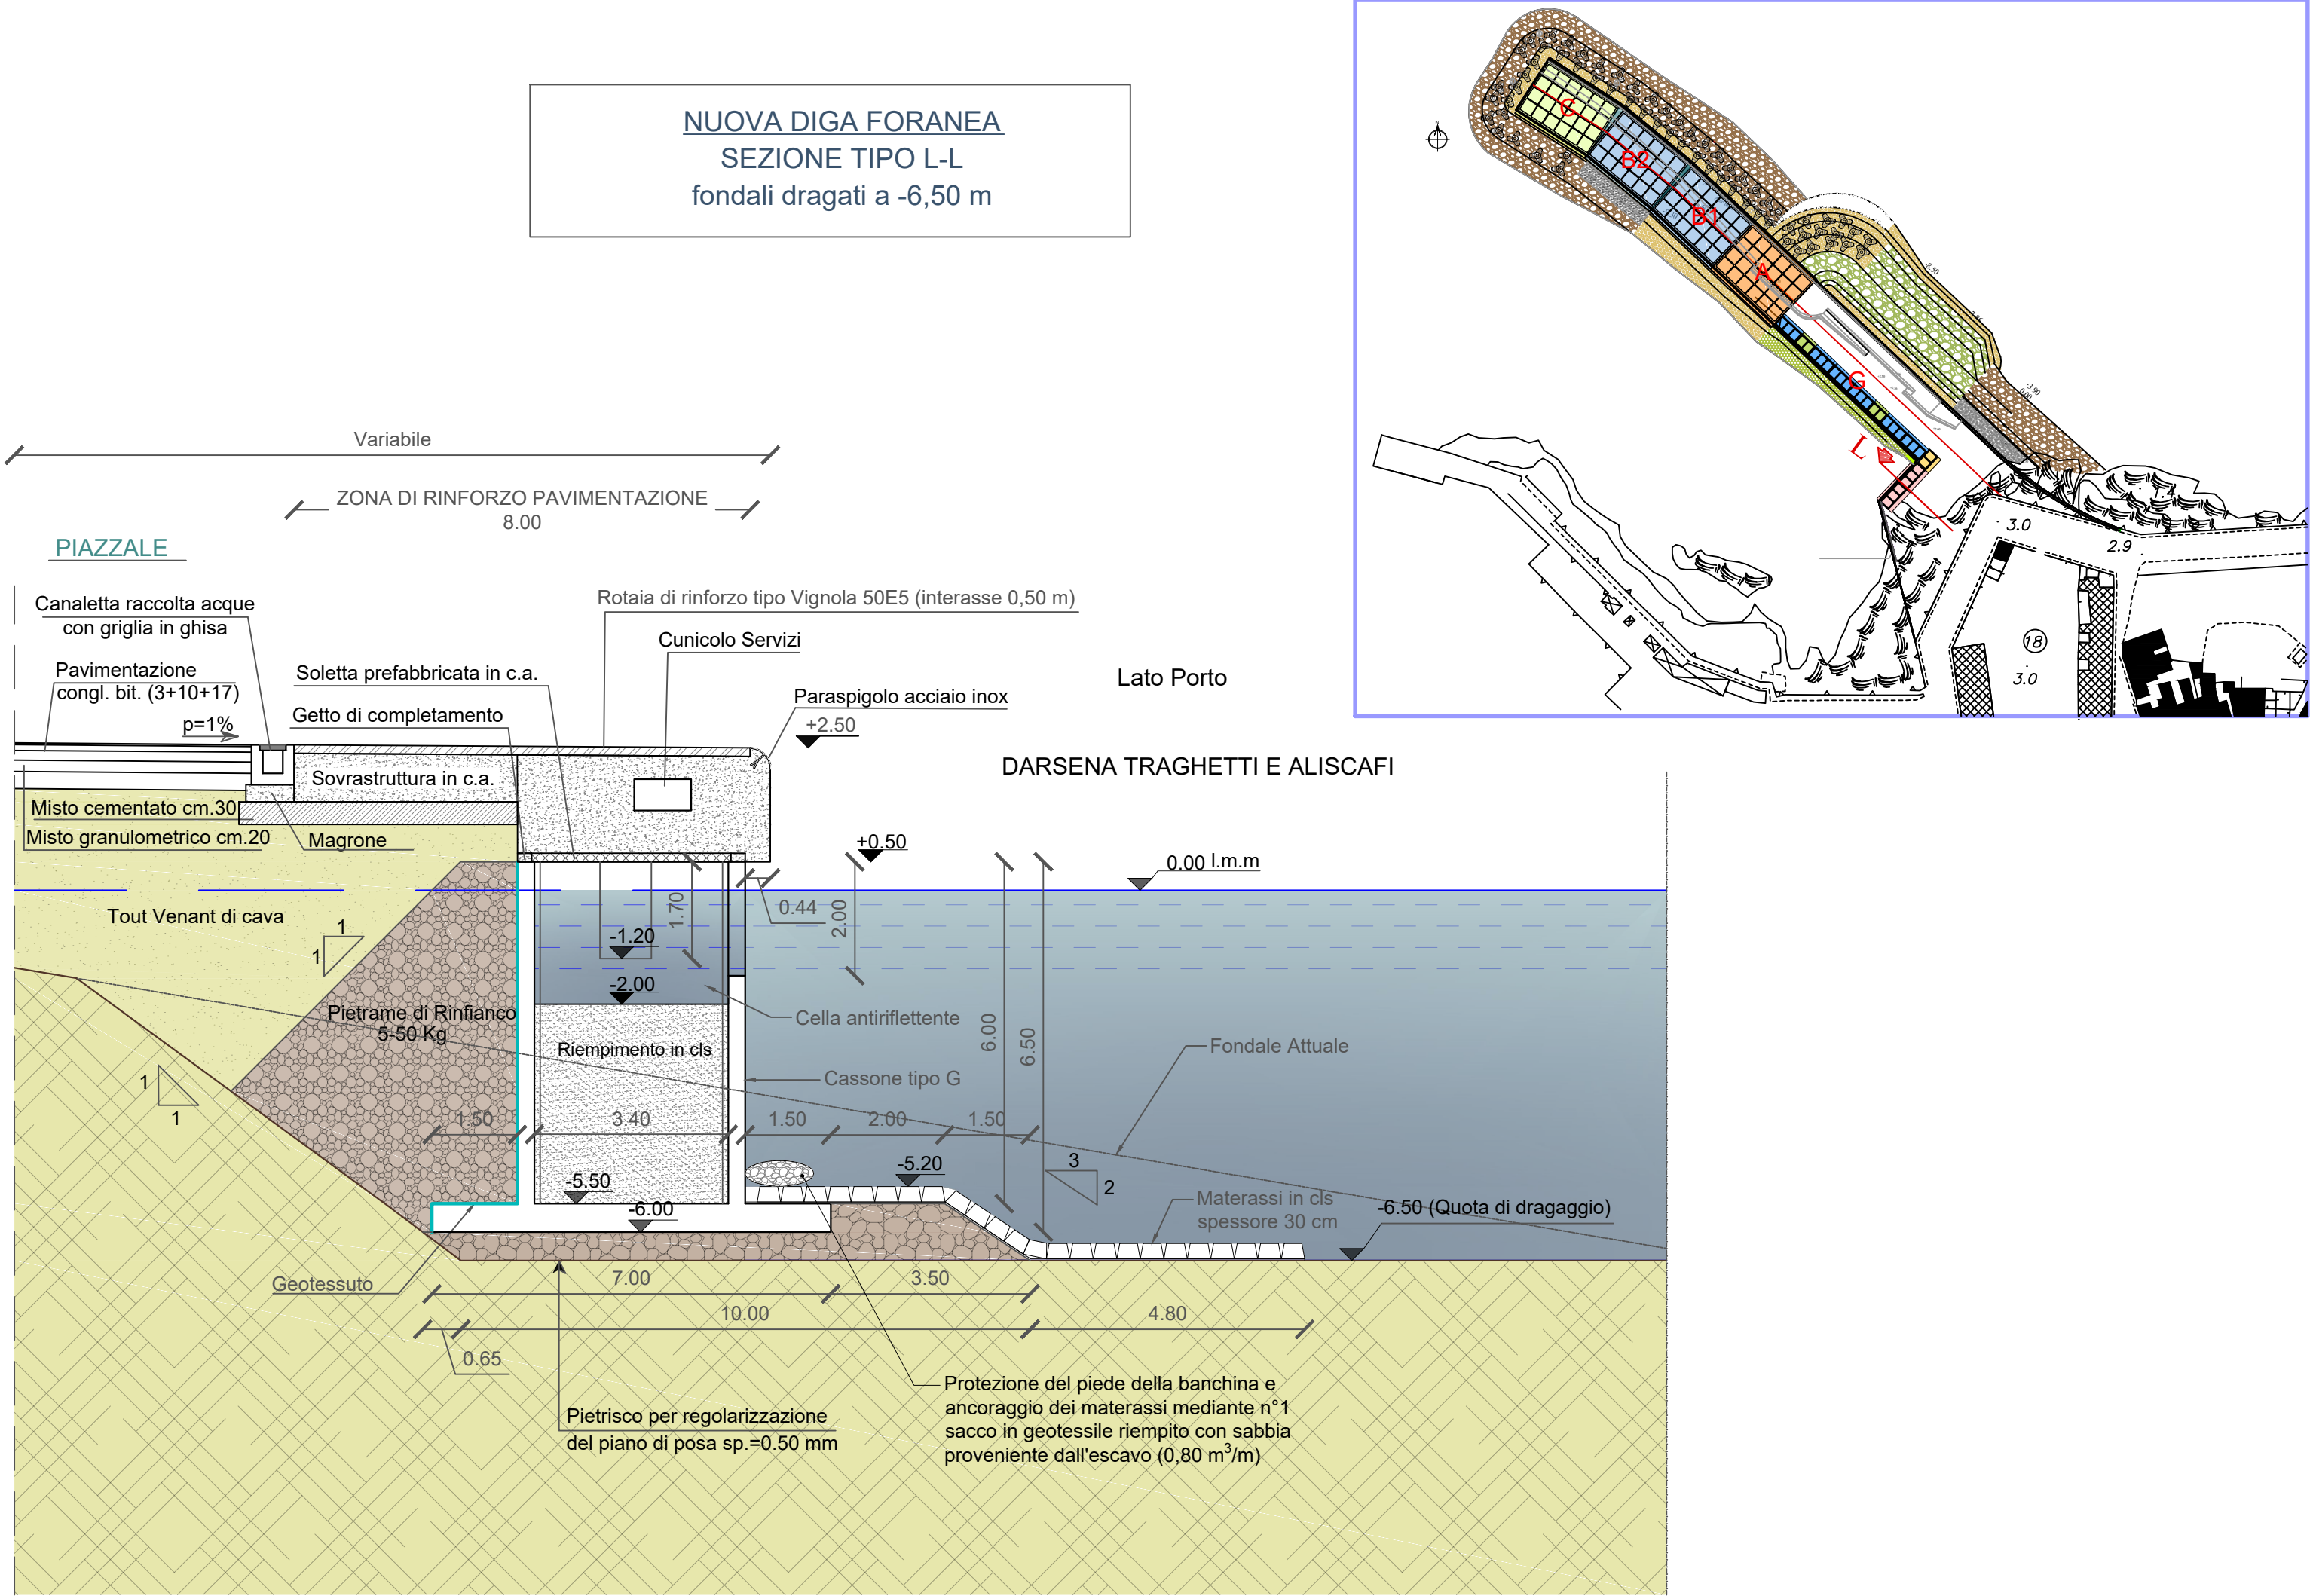 NUOVA DIGA FORANEA
SEZIONE TIPO L-L
fondali dragati a -6,50 m
N
C
B2
B1
A
G
L
-8.50
-3.90
0.00
3.0
2.9
18
3.0
Variabile
ZONA DI RINFORZO PAVIMENTAZIONE
8.00
PIAZZALE
Canaletta raccolta acque
con griglia in ghisa
Pavimentazione
congl. bit. (3+10+17)
p=1%
Rotaia di rinforzo tipo Vignola 50E5 (interasse 0,50 m)
Cunicolo Servizi
Soletta prefabbricata in c.a.
Getto di completamento
Paraspigolo acciaio inox
+2.50
Lato Porto
DARSENA TRAGHETTI E ALISCAFI
Sovrastruttura in c.a.
Misto cementato cm.30
Misto granulometrico cm.20
Magrone
+0.50
0.00 l.m.m
Tout Venant di cava
1
1
1.70
0.44
2.00
-1.20
-2.00
Pietrame di Rinfianco
5-50 Kg
Cella antiriflettente
6.00
6.50
Fondale Attuale
Riempimento in cls
Cassone tipo G
1
1
1.50
3.40
1.50
2.00
1.50
-5.50
-5.20
3
2
-6.00
Materassi in cls
spessore 30 cm
-6.50 (Quota di dragaggio)
Geotessuto
7.00
3.50
10.00
4.80
0.65
Pietrisco per regolarizzazione
del piano di posa sp.=0.50 mm
Protezione del piede della banchina e
ancoraggio dei materassi mediante n°1
sacco in geotessile riempito con sabbia
proveniente dall'escavo (0,80 m³/m)